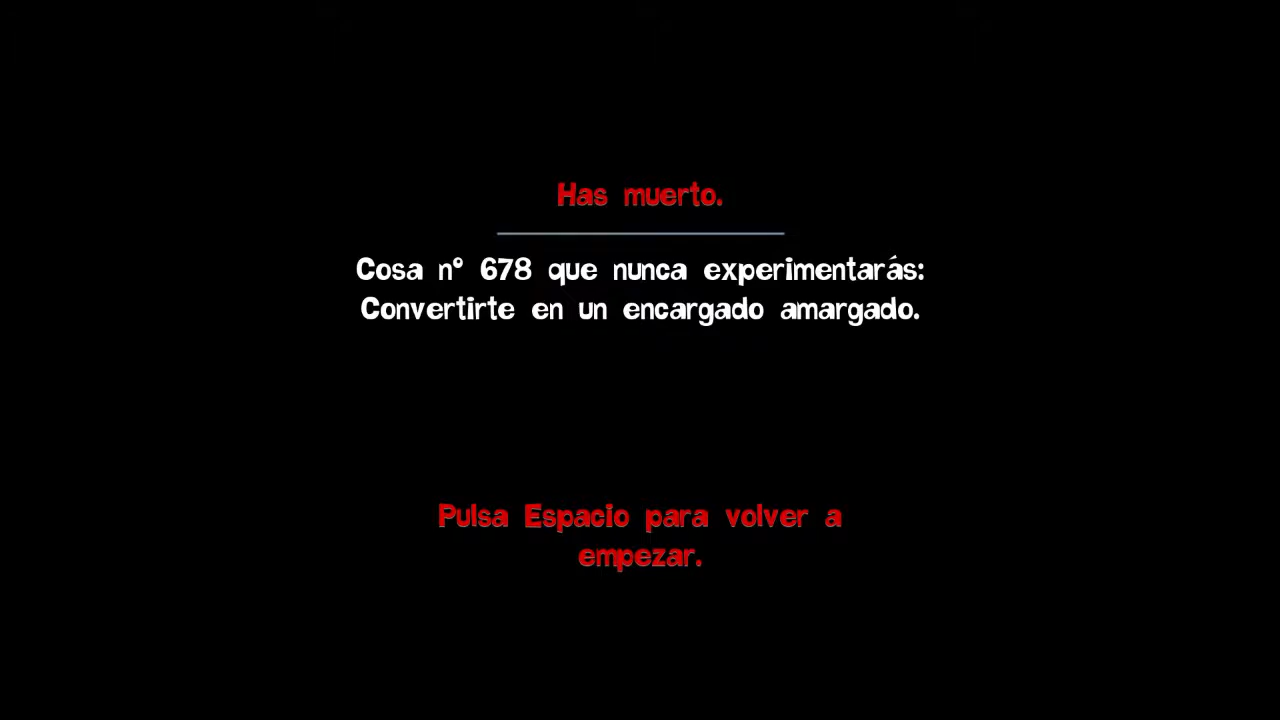 Has muerto.
Cosa nº 678 que nunca experimentarás:
Convertirte en un encargado amargado.
Pulsa Espacio para volver a
empezar.